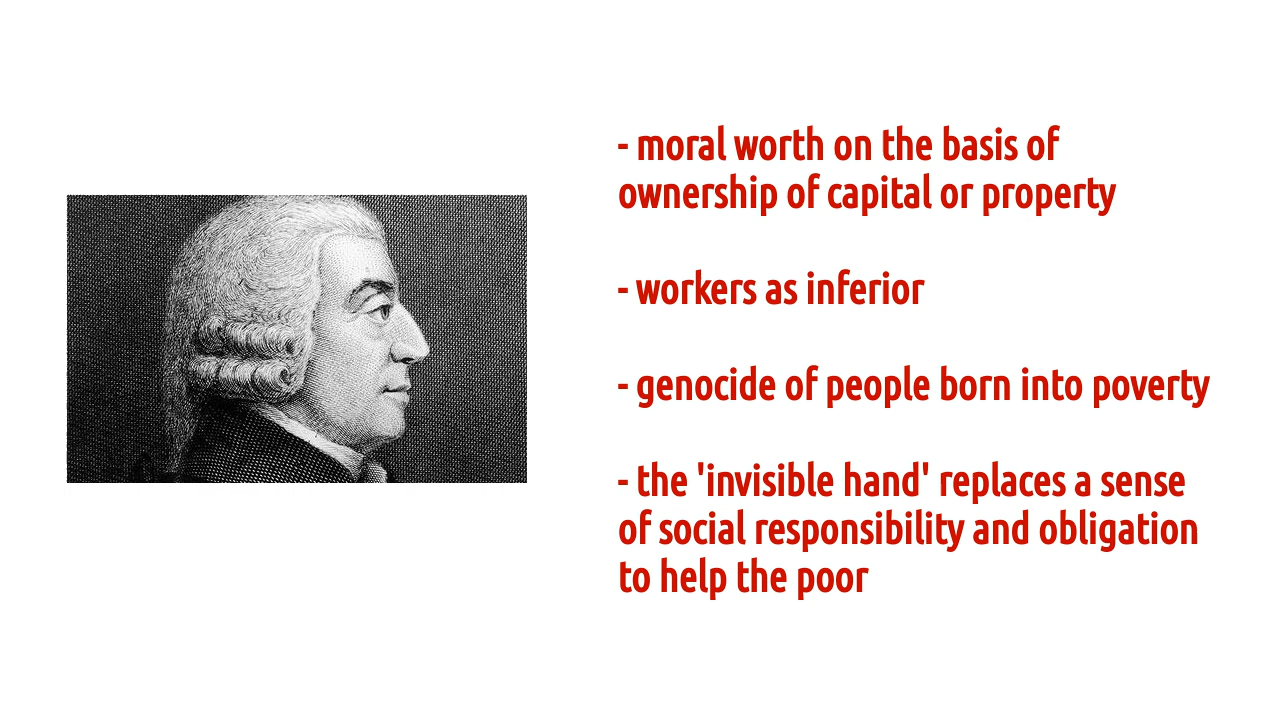 - moral worth on the basis of
ownership of capital or property
- workers as inferior
- genocide of people born into poverty
- the 'invisible hand' replaces a sense
of social responsibility and obligation
to help the poor